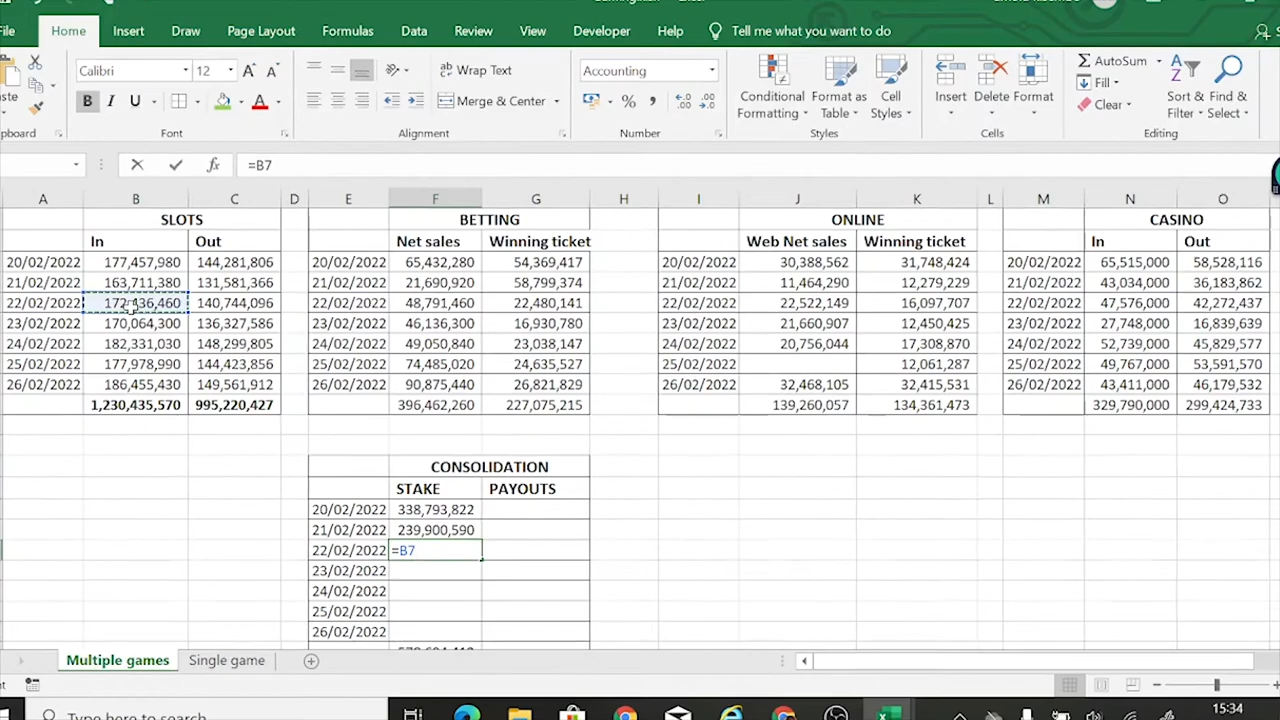 File Home Insert Draw Page Layout Formulas Data Review View Developer Help Tell me what you want to do
Calibri 12 Wrap Text Accounting AutoSum
Fill
B I U Merge & Center % Conditional Formatting Format as Table Cell Styles Insert Delete Format Clear Sort & Filter Find & Select
Font Alignment Number Styles Cells Editing
fx =B7
A B C D E F G H I J K L M N O
SLOTS BETTING ONLINE CASINO
In Out Net sales Winning ticket Web Net sales Winning ticket In Out
20/02/2022 177,457,980 144,281,806 20/02/2022 65,432,280 54,369,417 20/02/2022 30,388,562 31,748,424 20/02/2022 65,515,000 58,528,116
21/02/2022 163,711,380 131,581,366 21/02/2022 21,690,920 58,799,374 21/02/2022 11,464,290 12,279,229 21/02/2022 43,034,000 36,183,862
22/02/2022 140,744,096 22/02/2022 48,791,460 22,480,141 22/02/2022 22,522,149 16,097,707 22/02/2022 47,576,000 42,272,437
23/02/2022 170,064,300 136,327,586 23/02/2022 46,136,300 16,930,780 23/02/2022 21,660,907 12,450,425 23/02/2022 27,748,000 16,839,639
24/02/2022 182,331,030 148,299,805 24/02/2022 49,050,840 23,038,147 24/02/2022 20,756,044 17,308,870 24/02/2022 52,739,000 45,829,577
25/02/2022 177,978,990 144,423,856 25/02/2022 74,485,020 24,635,527 25/02/2022 12,061,287 25/02/2022 49,767,000 53,591,570
26/02/2022 186,455,430 149,561,912 26/02/2022 90,875,440 26,821,829 26/02/2022 32,468,105 32,415,531 26/02/2022 43,411,000 46,179,532
1,230,435,570 995,220,427 396,462,260 227,075,215 139,260,057 134,361,473 329,790,000 299,424,733
CONSOLIDATION
STAKE PAYOUTS
20/02/2022 338,793,822
21/02/2022 239,900,590
22/02/2022 =B7
23/02/2022
24/02/2022
25/02/2022
26/02/2022
Multiple games Single game
Type here to search 15:34